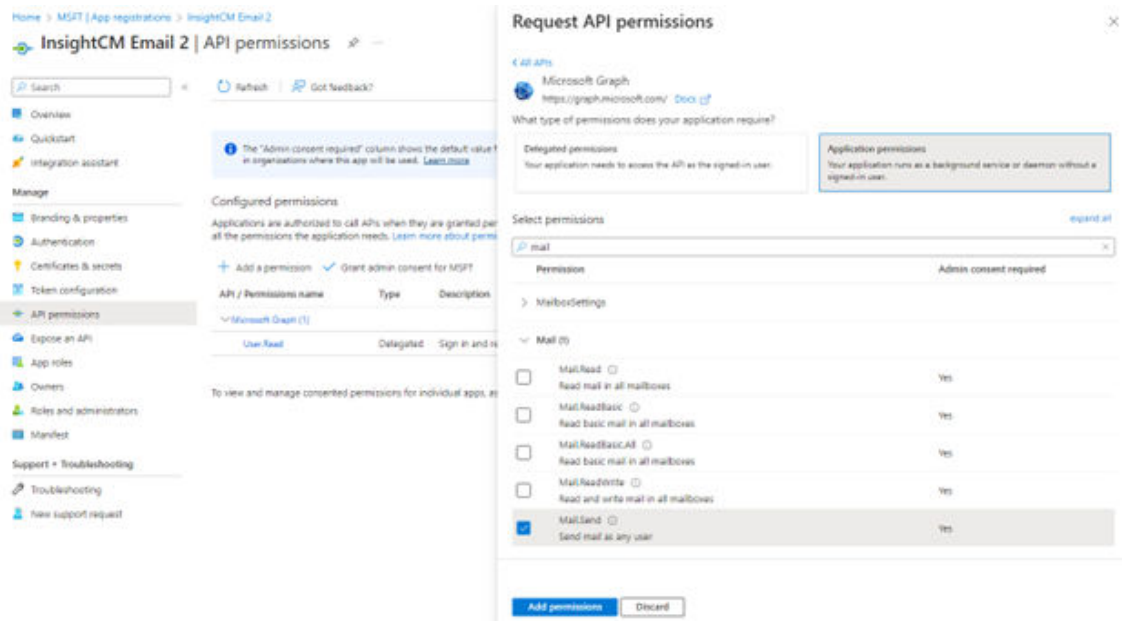 Home > MSFT | App registrations > InsightCM Email 2
InsightCM Email 2 | API permissions
Search
Overview
Quickstart
Integration assistant
Manage
Branding & properties
Authentication
Certificates & secrets
Token configuration
API permissions
Expose an API
App roles
Owners
Roles and administrators
Manifest
Support + Troubleshooting
Troubleshooting
New support request
Refresh
Got feedback?
The "Admin consent required" column shows the default value
in organizations where this app will be used. Learn more
Configured permissions
Applications are authorized to call APIs when they are granted per
all the permissions the application needs. Learn more about permi
Add a permission
Grant admin consent for MSFT
API / Permissions name Type Description
Microsoft Graph (1)
User.Read Delegated Sign in and re
To view and manage consented permissions for individual apps, as
Request API permissions
All APIs
Microsoft Graph
https://graph.microsoft.com/ Docs
What type of permissions does your application require?
Delegated permissions
Your application needs to access the API as the signed-in user.
Application permissions
Your application runs as a background service or daemon without a
signed-in user.
Select permissions
expand all
mail
Permission Admin consent required
MailboxSettings
Mail (1)
Mail.Read
Read mail in all mailboxes
Yes
Mail.ReadBasic
Read basic mail in all mailboxes
Yes
Mail.ReadBasic.All
Read basic mail in all mailboxes
Yes
Mail.ReadWrite
Read and write mail in all mailboxes
Yes
Mail.Send
Send mail as any user
Yes
Add permissions
Discard